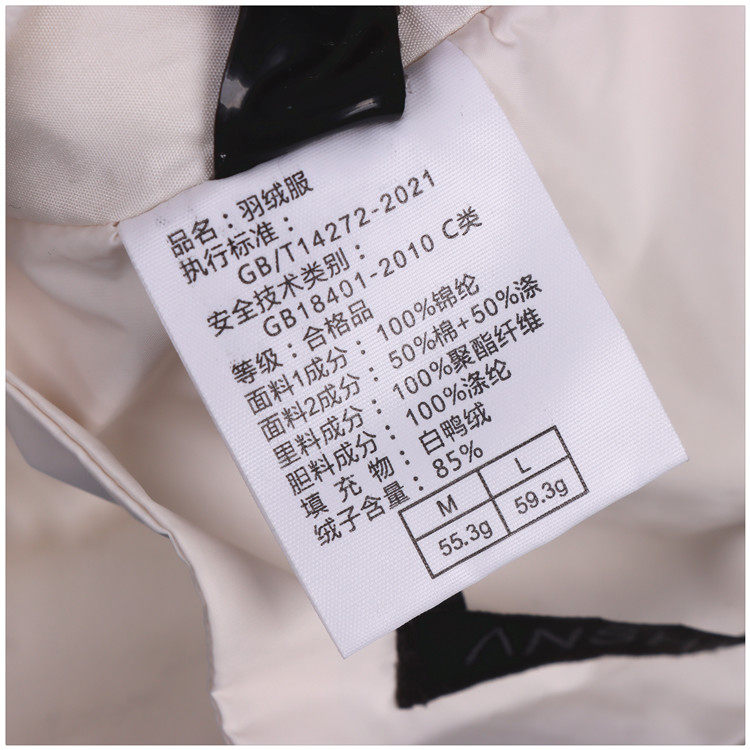 品名：羽绒服
执行标准：
GB/T14272-2021
安全技术类别：
GB18401-2010 C类
等级：合格品
面料1成分：100%锦纶
面料2成分：50%棉+50%涤
里料成分：100%聚酯纤维
胆料成分：100%涤纶
填充物：白鸭绒
绒子含量：85%
M L
55.3g 59.3g